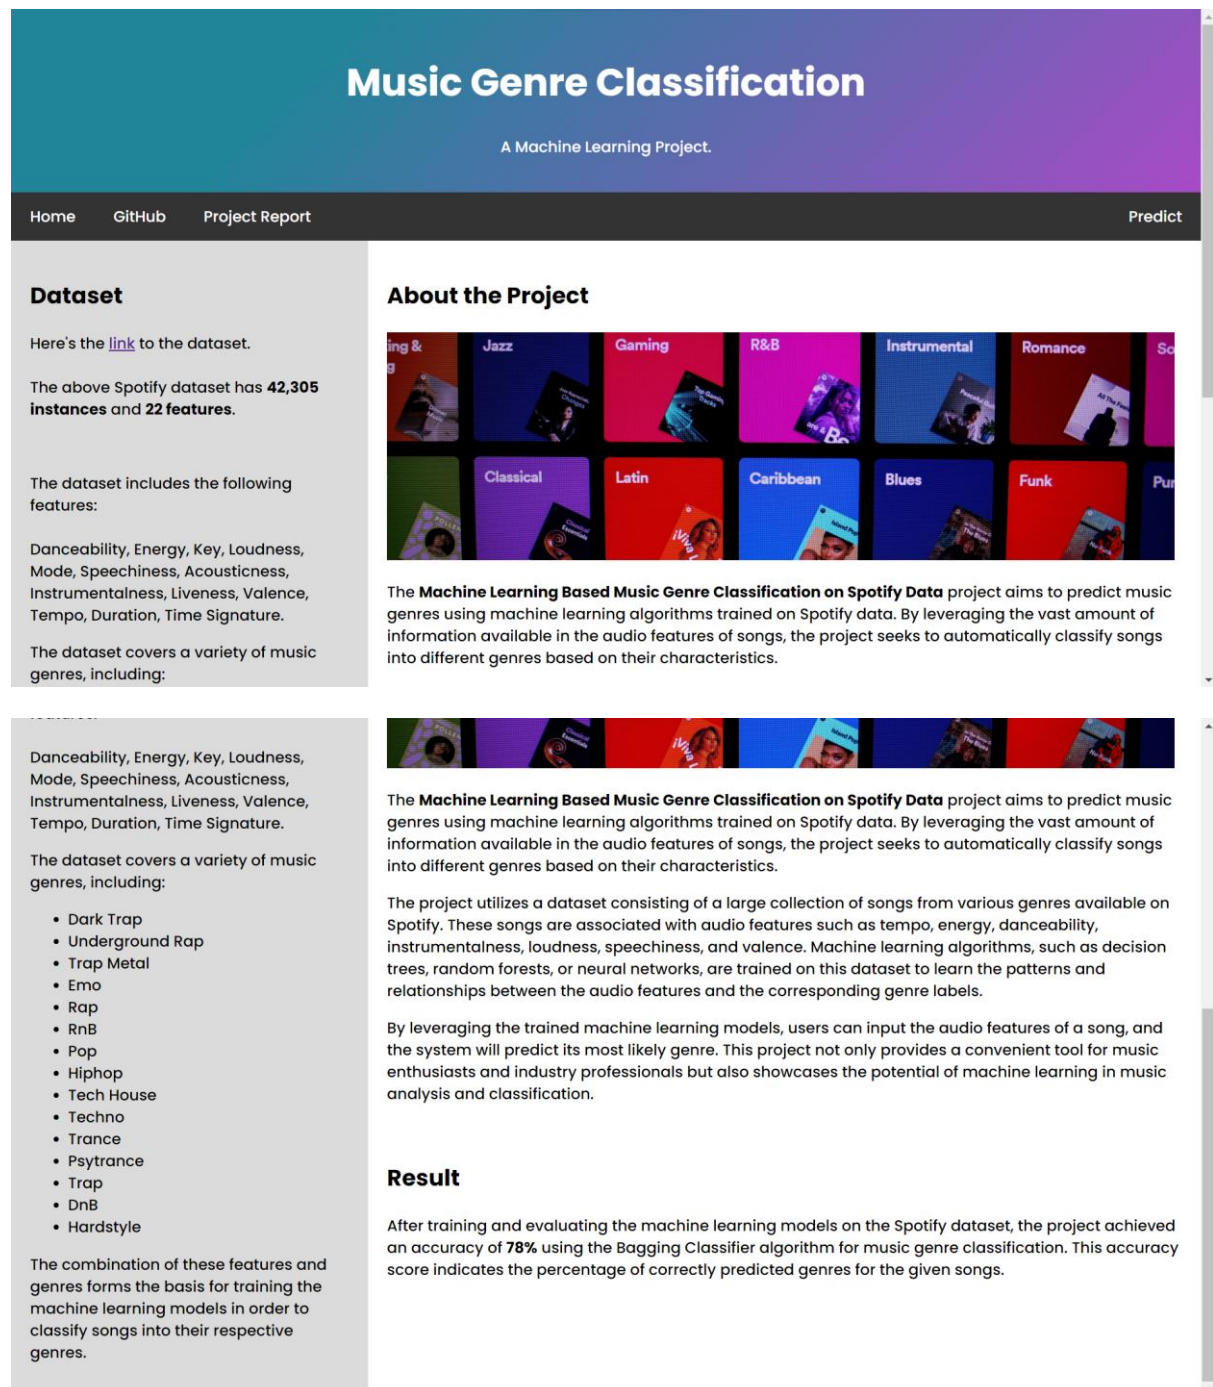 Music Genre Classification
A Machine Learning Project.
Home GitHub Project Report Predict
Dataset
Here's the link to the dataset.
The above Spotify dataset has 42,305
instances and 22 features.
The dataset includes the following
features:
Danceability, Energy, Key, Loudness,
Mode, Speechiness, Acousticness,
Instrumentalness, Liveness, Valence,
Tempo, Duration, Time Signature.
The dataset covers a variety of music
genres, including:
About the Project
Jazz
Gaming
R&B
Instrumental
Romance
Classical
Latin
Caribbean
Blues
Funk
The Machine Learning Based Music Genre Classification on Spotify Data project aims to predict music
genres using machine learning algorithms trained on Spotify data. By leveraging the vast amount of
information available in the audio features of songs, the project seeks to automatically classify songs
into different genres based on their characteristics.
Danceability, Energy, Key, Loudness,
Mode, Speechiness, Acousticness,
Instrumentalness, Liveness, Valence,
Tempo, Duration, Time Signature.
The dataset covers a variety of music
genres, including:
• Dark Trap
• Underground Rap
• Trap Metal
• Emo
• Rap
• RnB
• Pop
• Hiphop
• Tech House
• Techno
• Trance
• Psytrance
• Trap
• DnB
• Hardstyle
The combination of these features and
genres forms the basis for training the
machine learning models in order to
classify songs into their respective
genres.
The Machine Learning Based Music Genre Classification on Spotify Data project aims to predict music
genres using machine learning algorithms trained on Spotify data. By leveraging the vast amount of
information available in the audio features of songs, the project seeks to automatically classify songs
into different genres based on their characteristics.
The project utilizes a dataset consisting of a large collection of songs from various genres available on
Spotify. These songs are associated with audio features such as tempo, energy, danceability,
instrumentalness, loudness, speechiness, and valence. Machine learning algorithms, such as decision
trees, random forests, or neural networks, are trained on this dataset to learn the patterns and
relationships between the audio features and the corresponding genre labels.
By leveraging the trained machine learning models, users can input the audio features of a song, and
the system will predict its most likely genre. This project not only provides a convenient tool for music
enthusiasts and industry professionals but also showcases the potential of machine learning in music
analysis and classification.
Result
After training and evaluating the machine learning models on the Spotify dataset, the project achieved
an accuracy of 78% using the Bagging Classifier algorithm for music genre classification. This accuracy
score indicates the percentage of correctly predicted genres for the given songs.